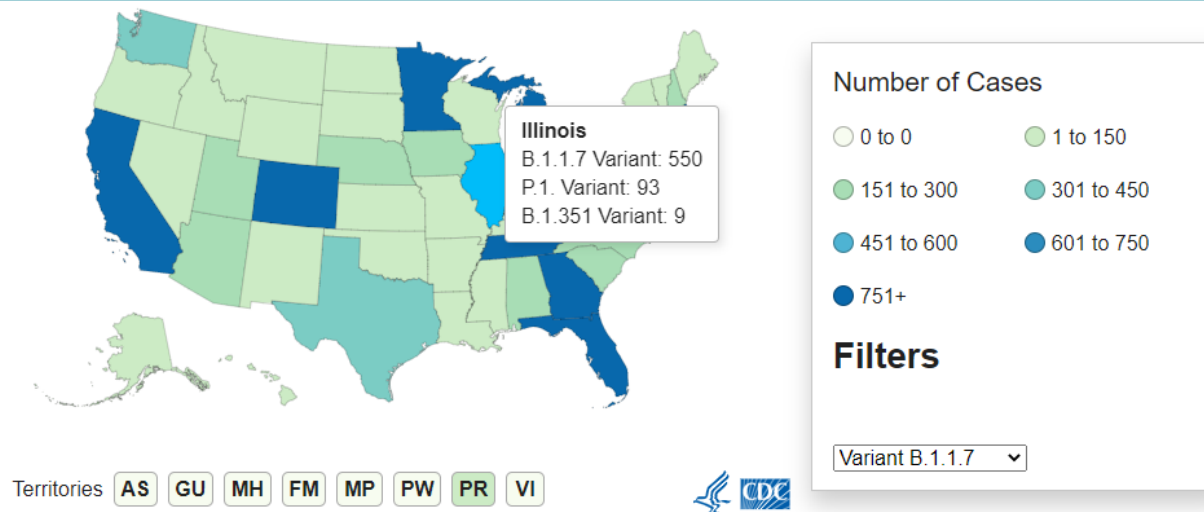 Illinois
B.1.1.7 Variant: 550
P.1. Variant: 93
B.1.351 Variant: 9
Number of Cases
0 to 0
1 to 150
151 to 300
301 to 450
451 to 600
601 to 750
751+
Filters
Variant B.1.1.7
Territories AS GU MH FM MP PW PR VI
CDC